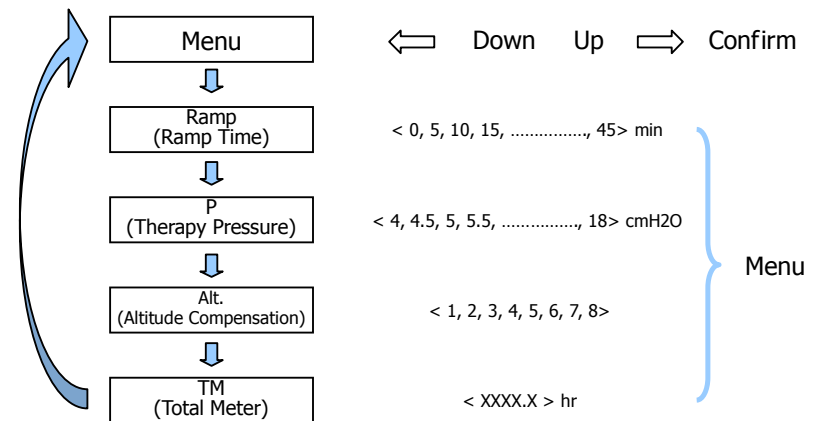 Menu Down Up Confirm
Ramp
(Ramp Time)
< 0, 5, 10, 15, ................, 45> min
P
(Therapy Pressure)
< 4, 4.5, 5, 5.5, ................, 18> cmH2O
Menu
Alt.
(Altitude Compensation)
< 1, 2, 3, 4, 5, 6, 7, 8>
TM
(Total Meter)
< XXXX.X > hr